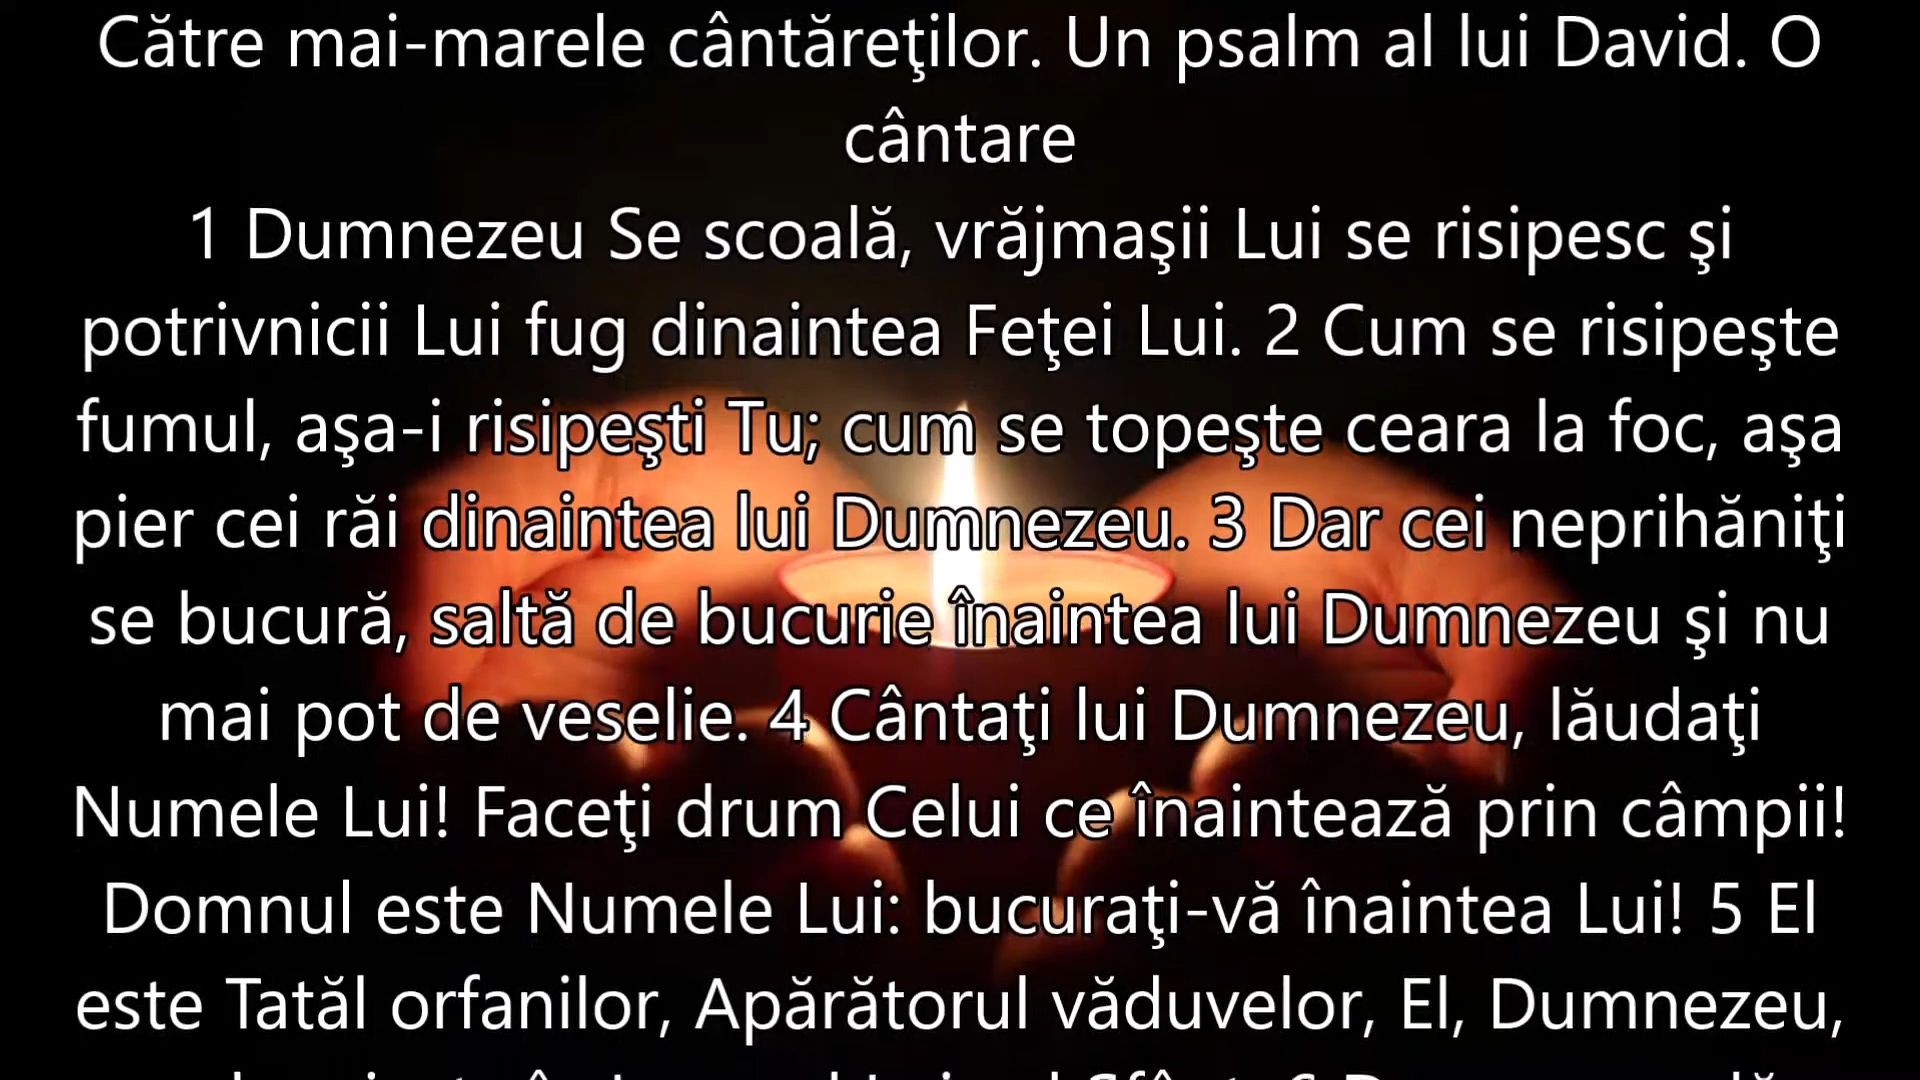 Către mai-marele cântăreţilor. Un psalm al lui David. O
cântare
1 Dumnezeu Se scoală, vrăjmaşii Lui se risipesc şi
potrivnicii Lui fug dinaintea Feţei Lui. 2 Cum se risipeşte
fumul, aşa-i risipeşti Tu; cum se topeşte ceara la foc, aşa
pier cei răi dinaintea lui Dumnezeu. 3 Dar cei neprihăniţi
se bucură, saltă de bucurie înaintea lui Dumnezeu şi nu
mai pot de veselie. 4 Cântaţi lui Dumnezeu, lăudaţi
Numele Lui! Faceţi drum Celui ce înaintează prin câmpii!
Domnul este Numele Lui: bucuraţi-vă înaintea Lui! 5 El
este Tatăl orfanilor, Apărătorul văduvelor, El, Dumnezeu,